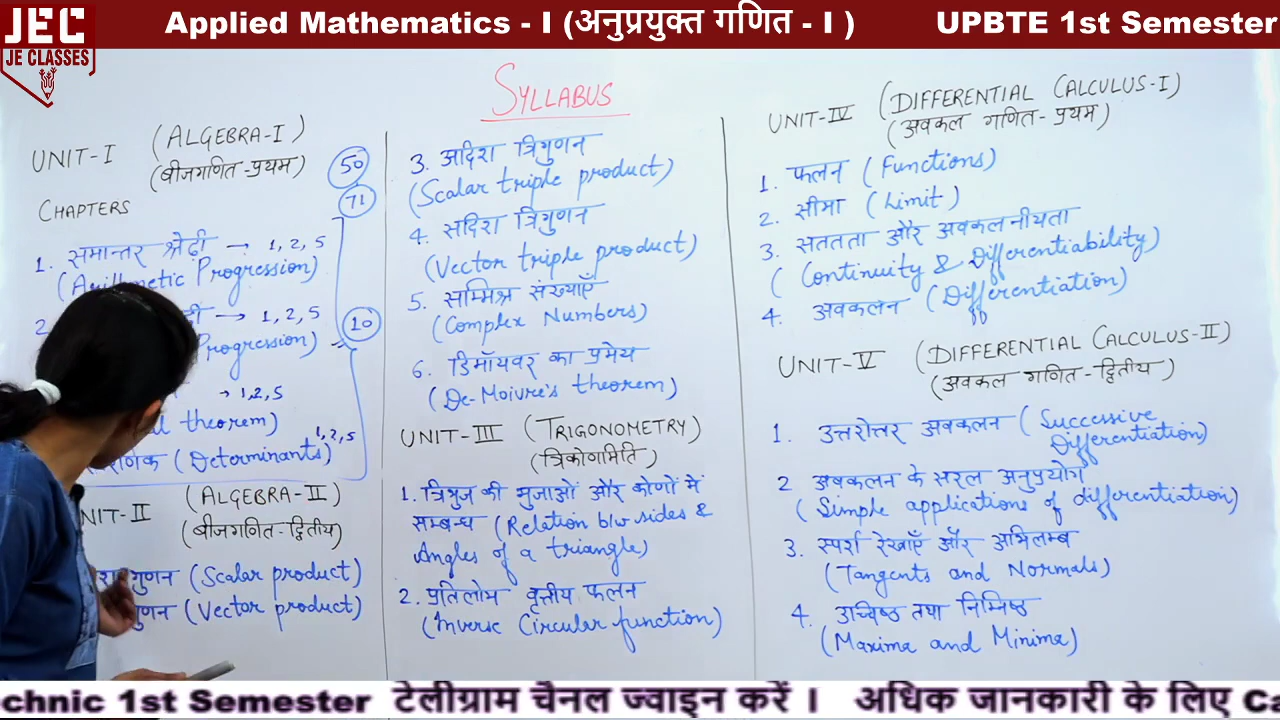 JEC
JE CLASSES
Applied Mathematics - I (अनुप्रयुक्त गणित - I )
UPBTE 1st Semester
SYLLABUS
UNIT-I (ALGEBRA-I)
(बीजगणित-प्रथम)
50
71
CHAPTERS
1. समान्तर श्रेढ़ी → 1, 2, 5
(Arithmetic Progression)
2
→ 1, 2, 5
Progression)
10
→ 1,2,5
theorem)
1,2,5
(Determinants)
NIT-II (ALGEBRA-II)
(बीजगणित-द्वितीय)
गुणन (Scalar product)
गुणन (Vector product)
3. अदिश त्रिगुणन
(Scalar triple product)
4. सदिश त्रिगुणन
(Vector triple product)
5. सम्मिश्र संख्याएँ
(Complex Numbers)
6. डिमॉयवर का प्रमेय
(De-Moivre's theorem)
UNIT-III (TRIGONOMETRY)
(त्रिकोणमिति)
1. त्रिभुज की भुजाओं और कोणों में
सम्बन्ध (Relation b/w sides &
Angles of a triangle)
2. प्रतिलोम वृत्तीय फलन
(Inverse Circular function)
UNIT-IV (DIFFERENTIAL CALCULUS-I)
(अवकल गणित-प्रथम)
1. फलन (Functions)
2. सीमा (Limit)
3. सततता और अवकलनीयता
(Continuity & Differentiability)
4. अवकलन (Differentiation)
UNIT-V (DIFFERENTIAL CALCULUS-II)
(अवकल गणित-द्वितीय)
1. उत्तरोत्तर अवकलन (Successive
Differentiation)
2 अवकलन के सरल अनुप्रयोग
(Simple applications of differentiation)
3. स्पर्श रेखाएँ और अभिलम्ब
(Tangents and Normals)
4. उच्चिष्ठ तथा निम्निष्ठ
(Maxima and Minima)
chnic 1st Semester टेलीग्राम चैनल ज्वाइन करें । अधिक जानकारी के लिए Ca